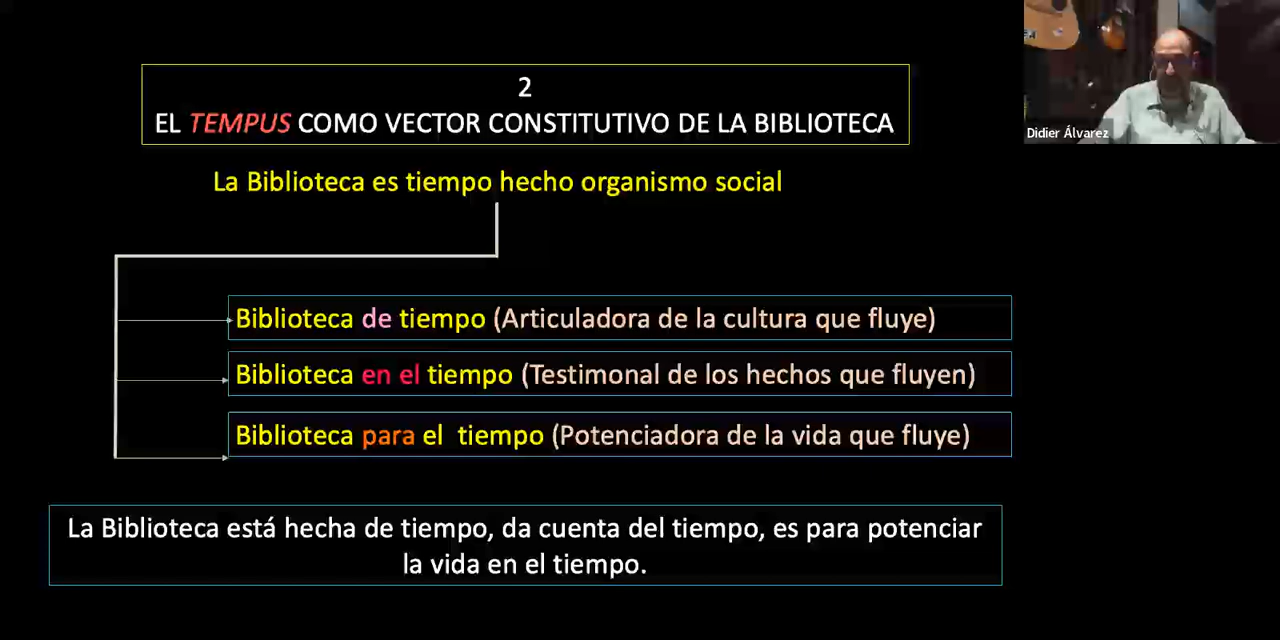 2
EL TEMPUS COMO VECTOR CONSTITUTIVO DE LA BIBLIOTECA
La Biblioteca es tiempo hecho organismo social
Biblioteca de tiempo (Articuladora de la cultura que fluye)
Biblioteca en el tiempo (Testimonal de los hechos que fluyen)
Biblioteca para el tiempo (Potenciadora de la vida que fluye)
La Biblioteca está hecha de tiempo, da cuenta del tiempo, es para potenciar
la vida en el tiempo.
Didier Álvarez